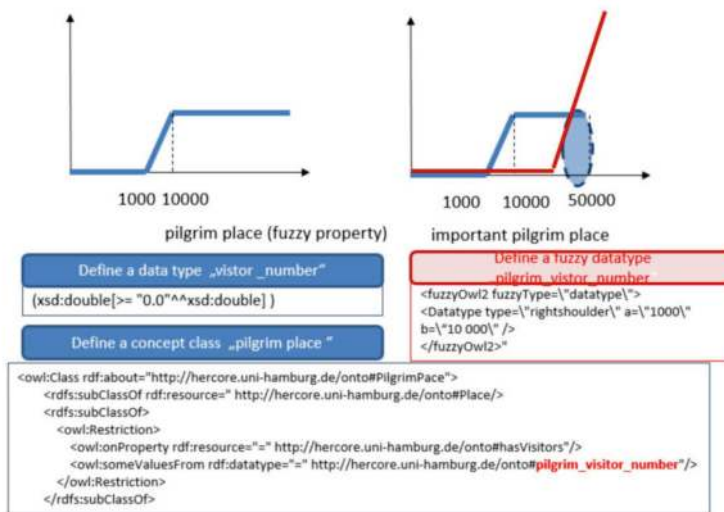 1000 10000
1000 10000 50000
pilgrim place (fuzzy property)
important pilgrim place
Define a data type „vistor _number"
(xsd:double[>= "0.0"^^xsd:double] )
Define a concept class „pilgrim place "
Define a fuzzy datatype
pilgrim_vistor_number"
<fuzzyOwl2 fuzzyType=\"datatype\">
<Datatype type=\"rightshoulder\" a=\"1000\"
b=\"10 000\" />
</fuzzyOwl2>"
<owl:Class rdf:about="http://hercore.uni-hamburg.de/onto#PilgrimPace">
<rdfs:subClassOf rdf:resource=" http://hercore.uni-hamburg.de/onto#Place/>
<rdfs:subClassOf>
<owl:Restriction>
<owl:onProperty rdf:resource="=" http://hercore.uni-hamburg.de/onto#hasVisitors"/>
<owl:someValuesFrom rdf:datatype="=" http://hercore.uni-hamburg.de/onto#pilgrim_visitor_number"/>
</owl:Restriction>
</rdfs:subClassOf>